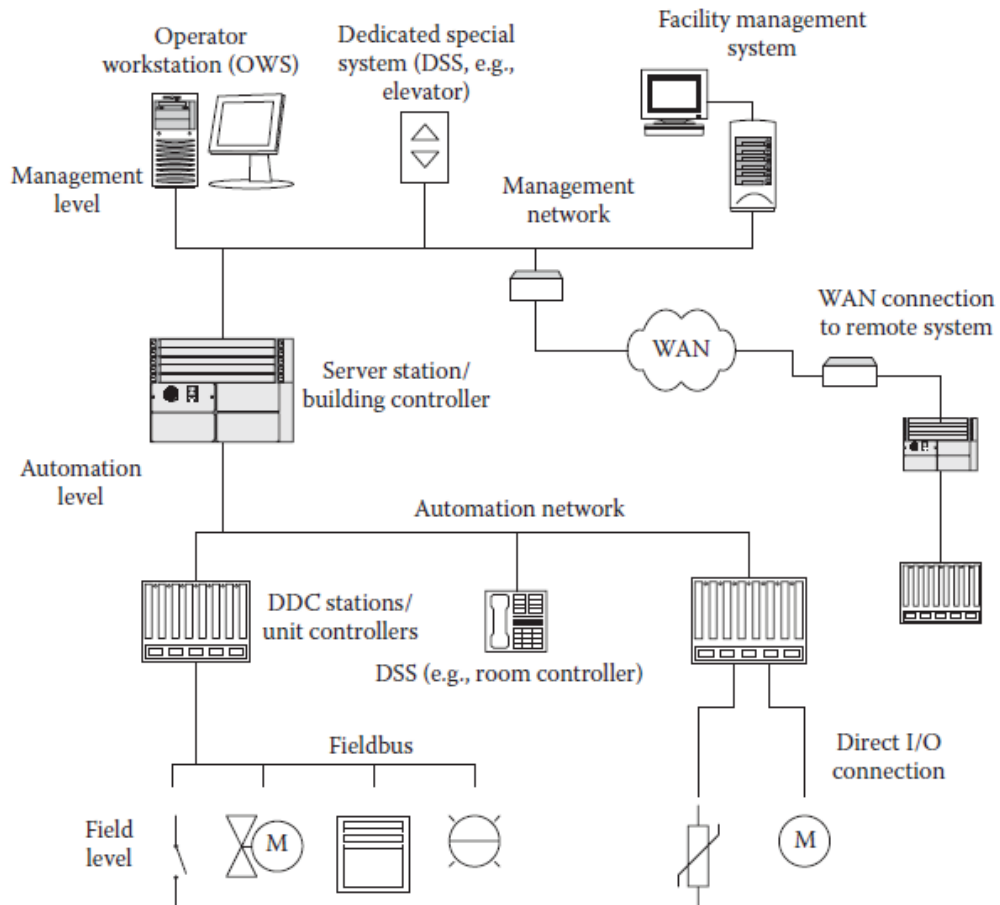 Operator
workstation (OWS)
Dedicated special
system (DSS, e.g.,
elevator)
Facility management
system
Management
level
Management
network
WAN connection
to remote system
WAN
Server station/
building controller
Automation
level
Automation network
DDC stations/
unit controllers
DSS (e.g., room controller)
Fieldbus
Direct I/O
connection
Field
level
M
M